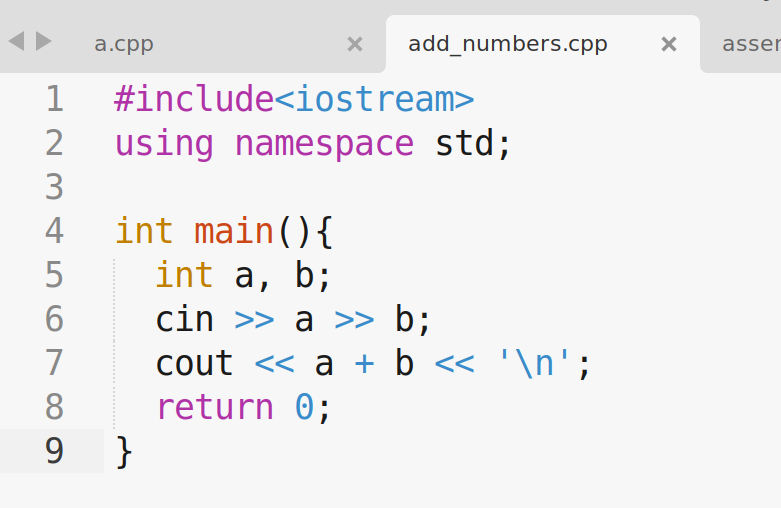 a.cpp × add_numbers.cpp × asser
1 #include<iostream>
2 using namespace std;
3
4 int main(){
5   int a, b;
6   cin >> a >> b;
7   cout << a + b << '\n';
8   return 0;
9 }